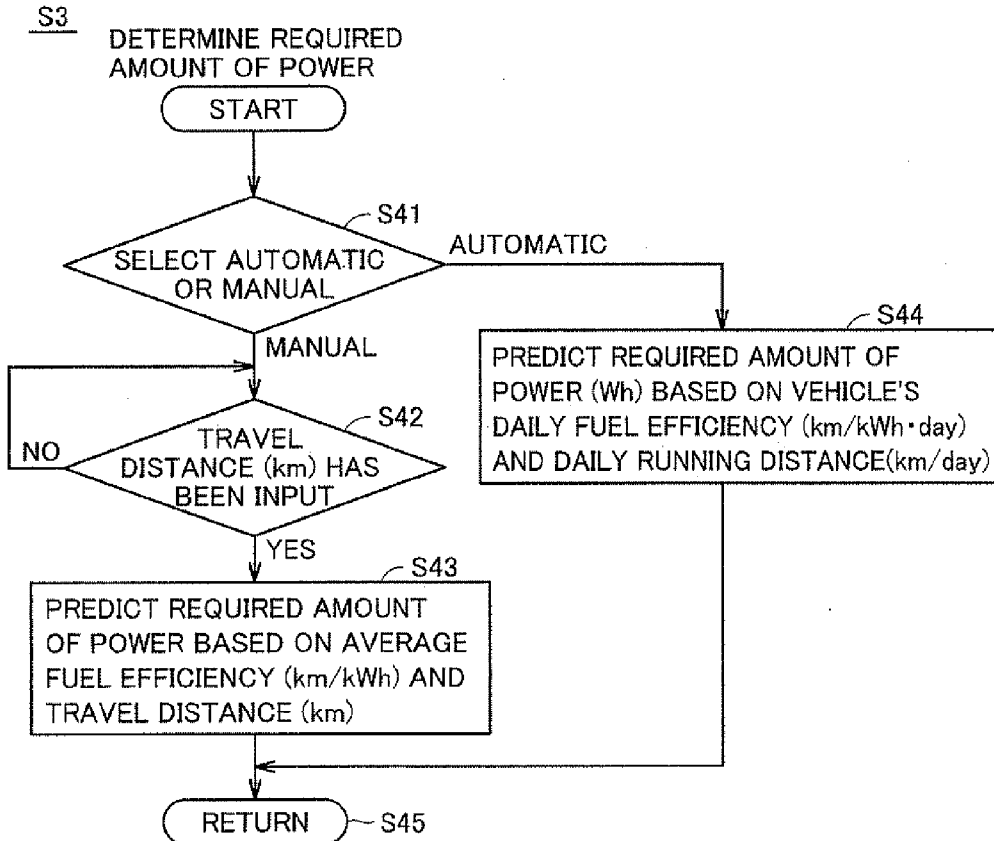 S3
DETERMINE REQUIRED
AMOUNT OF POWER
START
S41
SELECT AUTOMATIC
OR MANUAL
AUTOMATIC
MANUAL
S44
PREDICT REQUIRED AMOUNT OF
POWER (Wh) BASED ON VEHICLE'S
DAILY FUEL EFFICIENCY (km/kWh·day)
AND DAILY RUNNING DISTANCE(km/day)
S42
TRAVEL
DISTANCE (km) HAS
BEEN INPUT
NO
YES
S43
PREDICT REQUIRED AMOUNT
OF POWER BASED ON AVERAGE
FUEL EFFICIENCY (km/kWh) AND
TRAVEL DISTANCE (km)
RETURN
S45